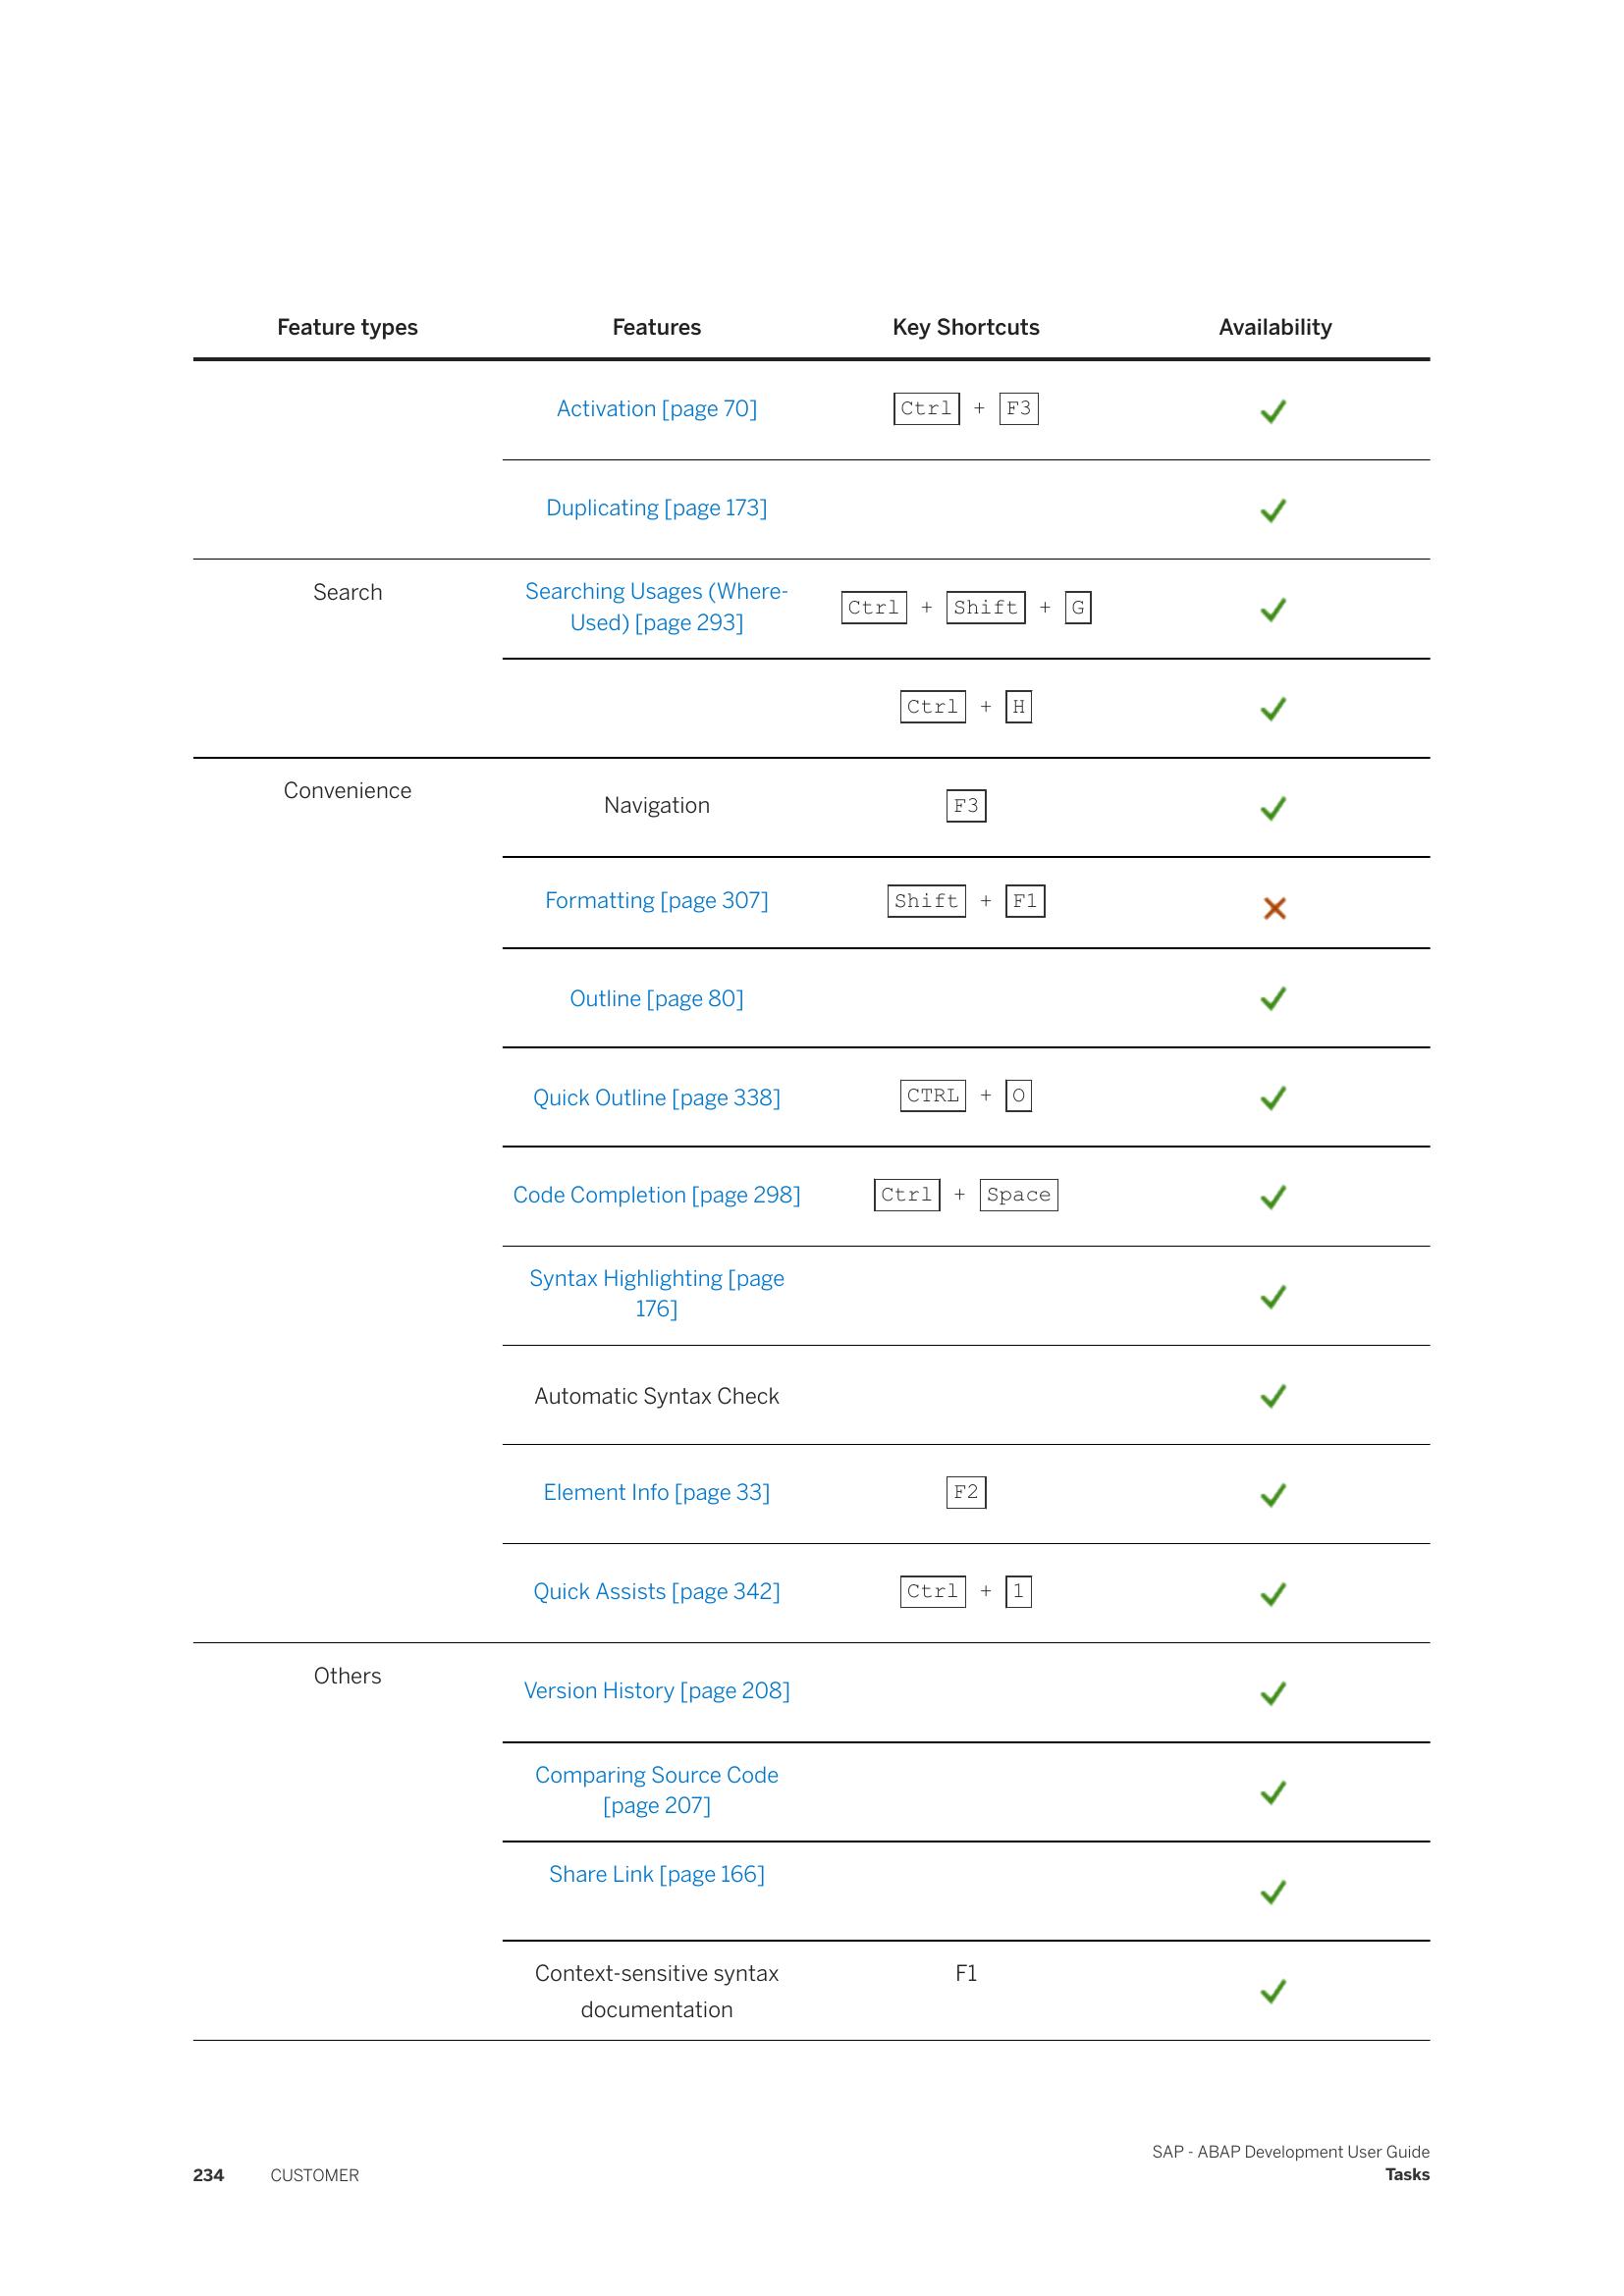 Feature types Features Key Shortcuts Availability
Activation [page 70] Ctrl + F3
Duplicating [page 173]
Search Searching Usages (Where-
Used) [page 293] Ctrl + Shift + G
Ctrl + H
Convenience Navigation F3
Formatting [page 307] Shift + F1
Outline [page 80]
Quick Outline [page 338] CTRL + O
Code Completion [page 298] Ctrl + Space
Syntax Highlighting [page
176]
Automatic Syntax Check
Element Info [page 33] F2
Quick Assists [page 342] Ctrl + 1
Others Version History [page 208]
Comparing Source Code
[page 207]
Share Link [page 166]
Context-sensitive syntax F1
documentation
SAP - ABAP Development User Guide
234 CUSTOMER Tasks